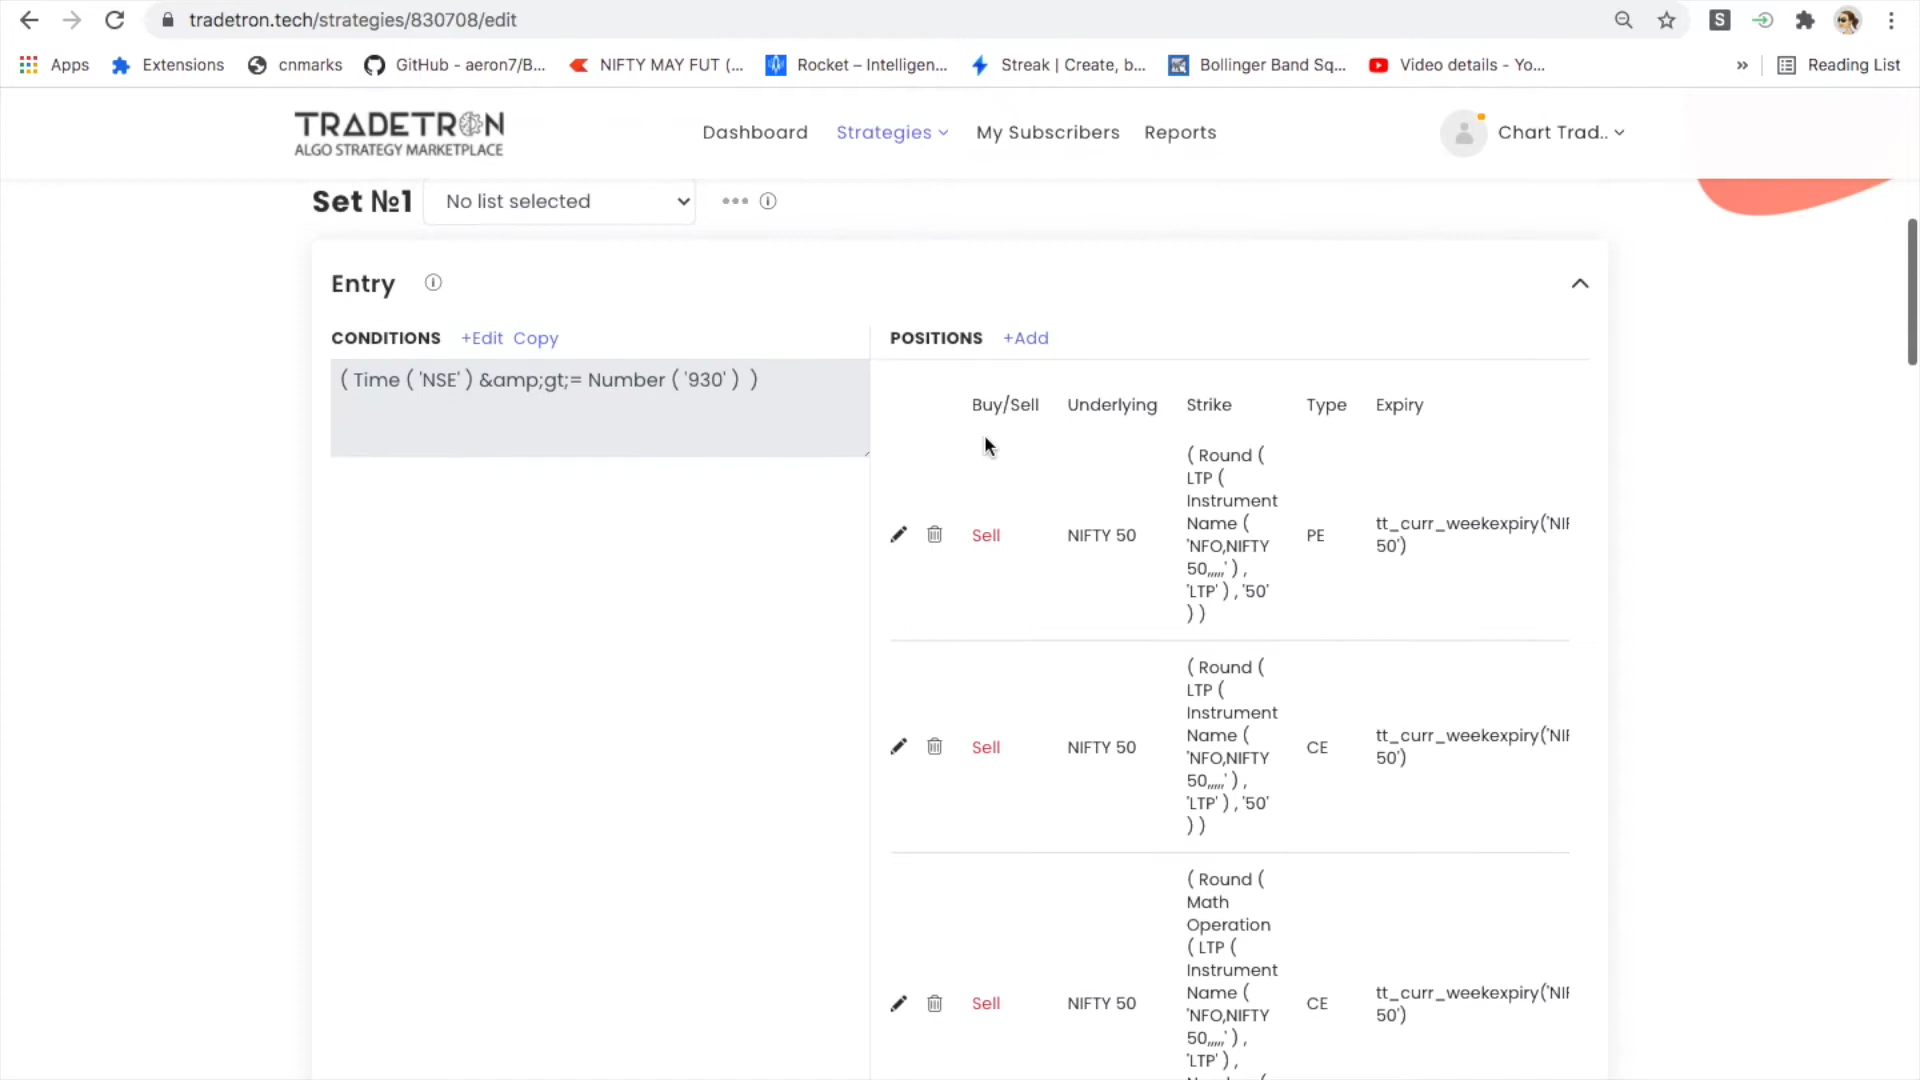 tradetron.tech/strategies/830708/edit
S
Apps
Extensions
cnmarks
GitHub - aeron7/B...
NIFTY MAY FUT (...
Rocket – Intelligen...
Streak | Create, b...
Bollinger Band Sq...
Video details - Yo...
»
Reading List
TRADETRON
ALGO STRATEGY MARKETPLACE
Dashboard
Strategies
My Subscribers
Reports
Chart Trad..
Set №1
No list selected
Entry
CONDITIONS +Edit Copy
( Time ( 'NSE' ) &amp;gt;= Number ( '930' ) )
POSITIONS +Add
Buy/Sell Underlying Strike Type Expiry
Sell
NIFTY 50
( Round (
LTP (
Instrument
Name (
'NFO,NIFTY
50,,,,,' ) ,
'LTP' ) , '50'
) )
PE
tt_curr_weekexpiry('NIF
50')
Sell
NIFTY 50
( Round (
LTP (
Instrument
Name (
'NFO,NIFTY
50,,,,,' ) ,
'LTP' ) , '50'
) )
CE
tt_curr_weekexpiry('NIF
50')
Sell
NIFTY 50
( Round (
Math
Operation
( LTP (
Instrument
Name (
'NFO,NIFTY
50,,,,,' ) ,
'LTP' ) ,
CE
tt_curr_weekexpiry('NIF
50')